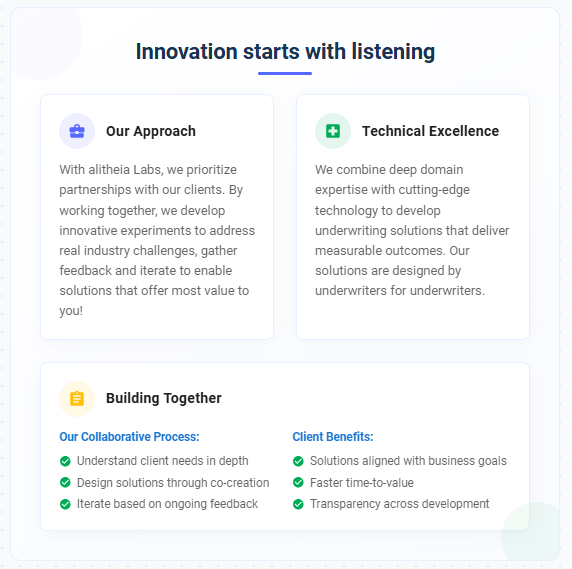 Innovation starts with listening
Our Approach
With alitheia Labs, we prioritize
partnerships with our clients. By
working together, we develop
innovative experiments to address
real industry challenges, gather
feedback and iterate to enable
solutions that offer most value to
you!
Technical Excellence
We combine deep domain
expertise with cutting-edge
technology to develop
underwriting solutions that deliver
measurable outcomes. Our
solutions are designed by
underwriters for underwriters.
Building Together
Our Collaborative Process:
Understand client needs in depth
Design solutions through co-creation
Iterate based on ongoing feedback
Client Benefits:
Solutions aligned with business goals
Faster time-to-value
Transparency across development